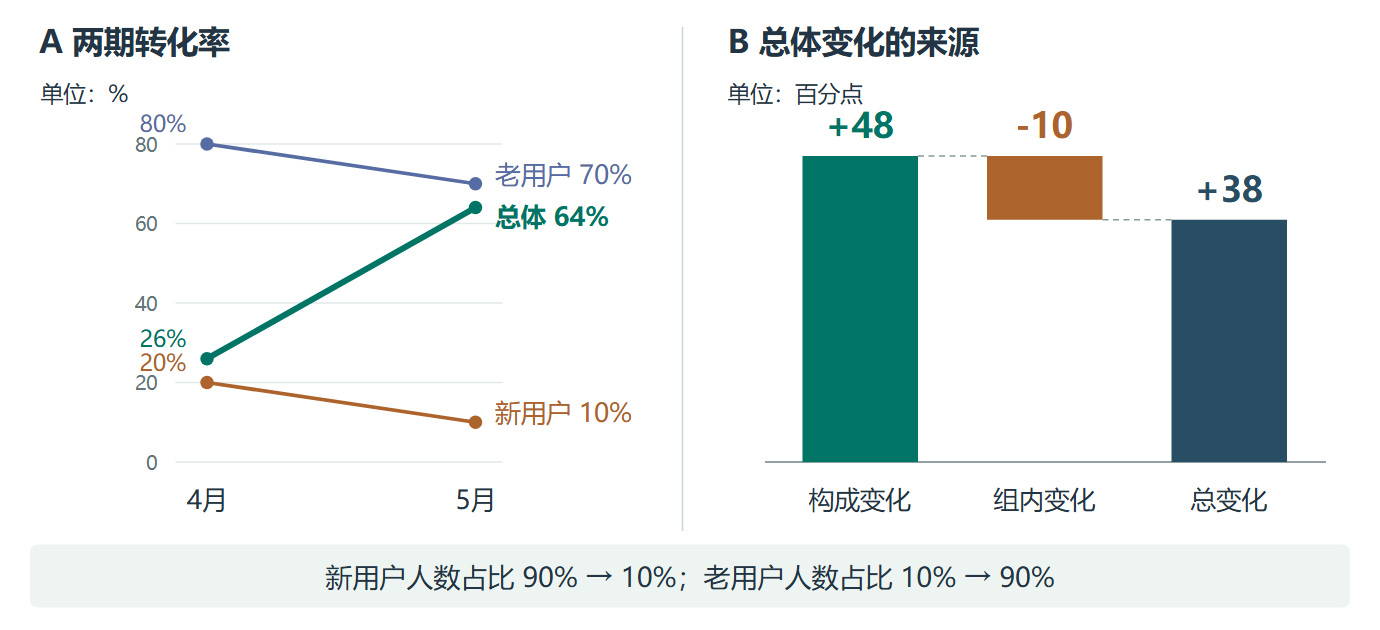 A 两期转化率
单位：%
80%
80
60
40
26%
20%
20
0
老用户 70%
总体 64%
新用户 10%
4月
5月
B 总体变化的来源
单位：百分点
+48
-10
+38
构成变化
组内变化
总变化
新用户人数占比 90% → 10%；老用户人数占比 10% → 90%